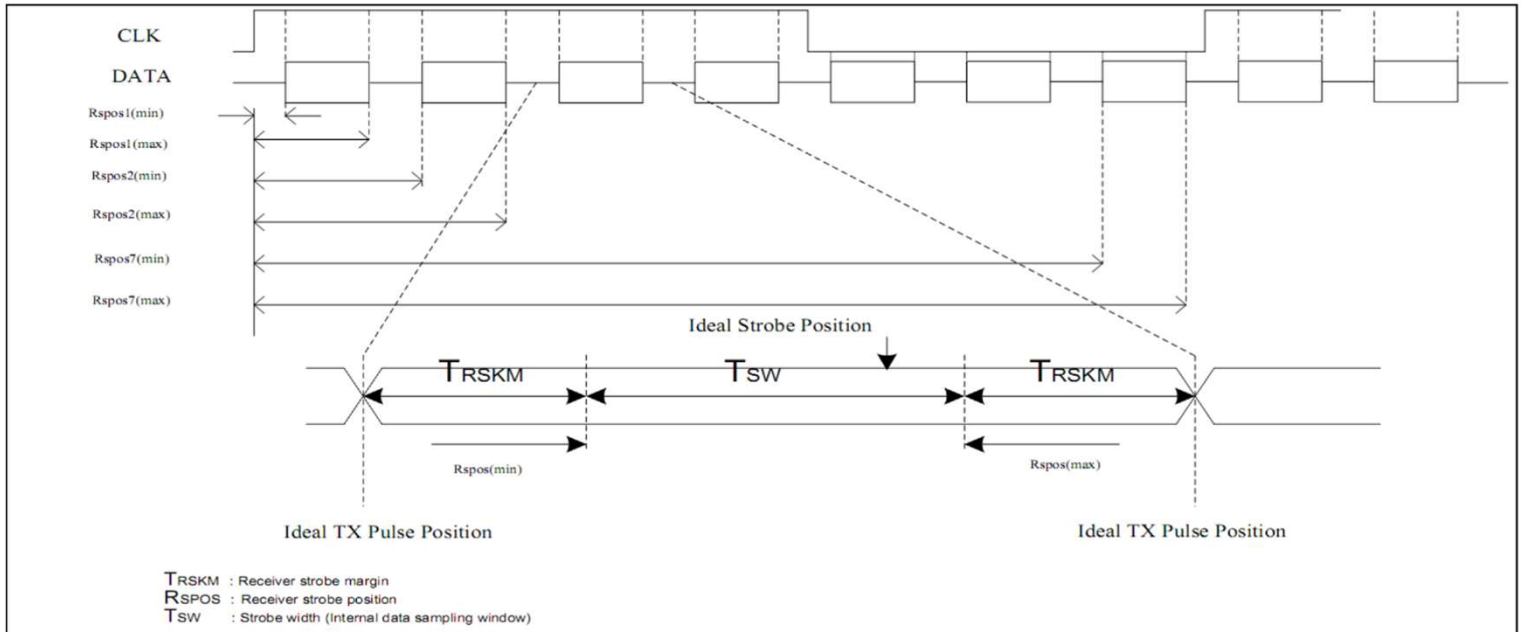 CLK
DATA
Rspos1(min)
Rspos1(max)
Rspos2(min)
Rspos2(max)
Rspos7(min)
Rspos7(max)
Ideal Strobe Position
TRSKM
TSW
TRSKM
Rspos(min)
Rspos(max)
Ideal TX Pulse Position
Ideal TX Pulse Position
TRSKM : Receiver strobe margin
RSPOS : Receiver strobe position
TSW : Strobe width (Internal data sampling window)